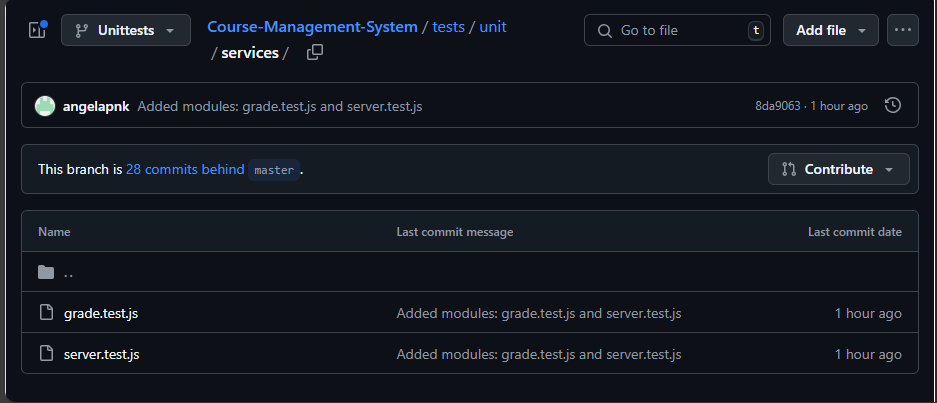 Unittests
Course-Management-System / tests / unit
/ services /
Go to file
t
Add file
angelapnk Added modules: grade.test.js and server.test.js
8da9063 · 1 hour ago
This branch is 28 commits behind master.
Contribute
Name Last commit message Last commit date
..
grade.test.js Added modules: grade.test.js and server.test.js 1 hour ago
server.test.js Added modules: grade.test.js and server.test.js 1 hour ago